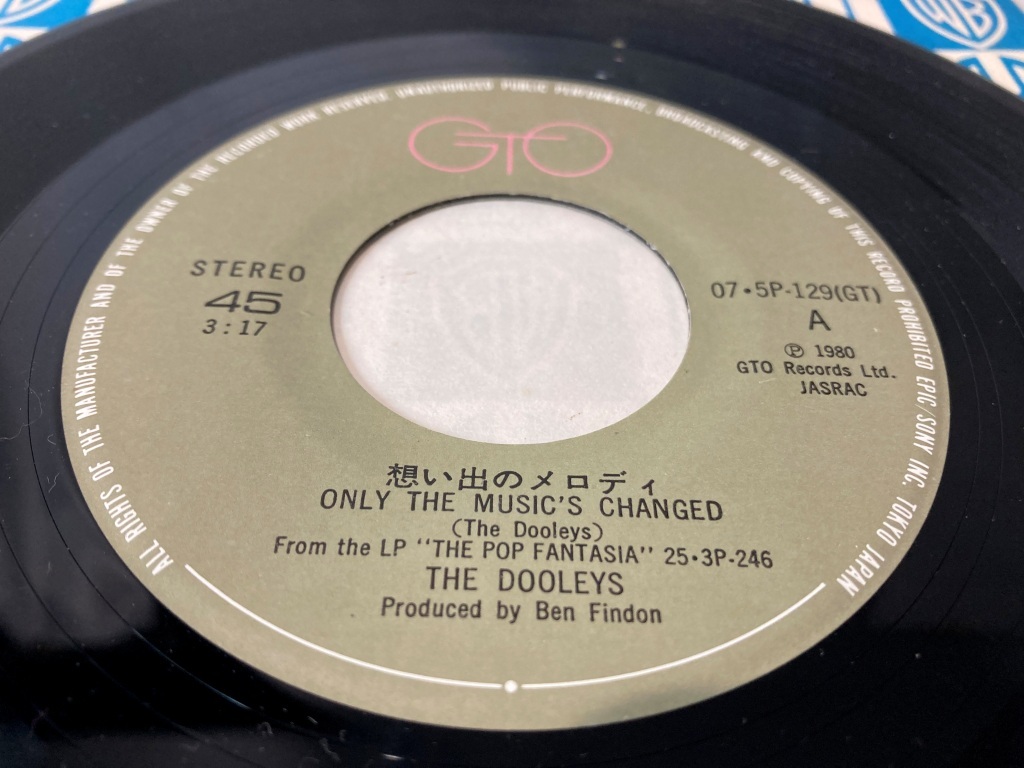 GTO
STEREO
45
3:17
07・5P-129(GT)
A
Ⓟ 1980
GTO Records Ltd.
JASRAC
想い出のメロディ
ONLY THE MUSIC'S CHANGED
(The Dooleys)
From the LP "THE POP FANTASIA" 25・3P-246
THE DOOLEYS
Produced by Ben Findon
ALL RIGHTS OF THE MANUFACTURER AND OF THE OWNER OF THE RECORDED WORK RESERVED. UNAUTHORISED PUBLIC PERFORMANCE, BROADCASTING AND COPYING OF THIS RECORD PROHIBITED EPIC/SONY INC. TOKYO JAPAN